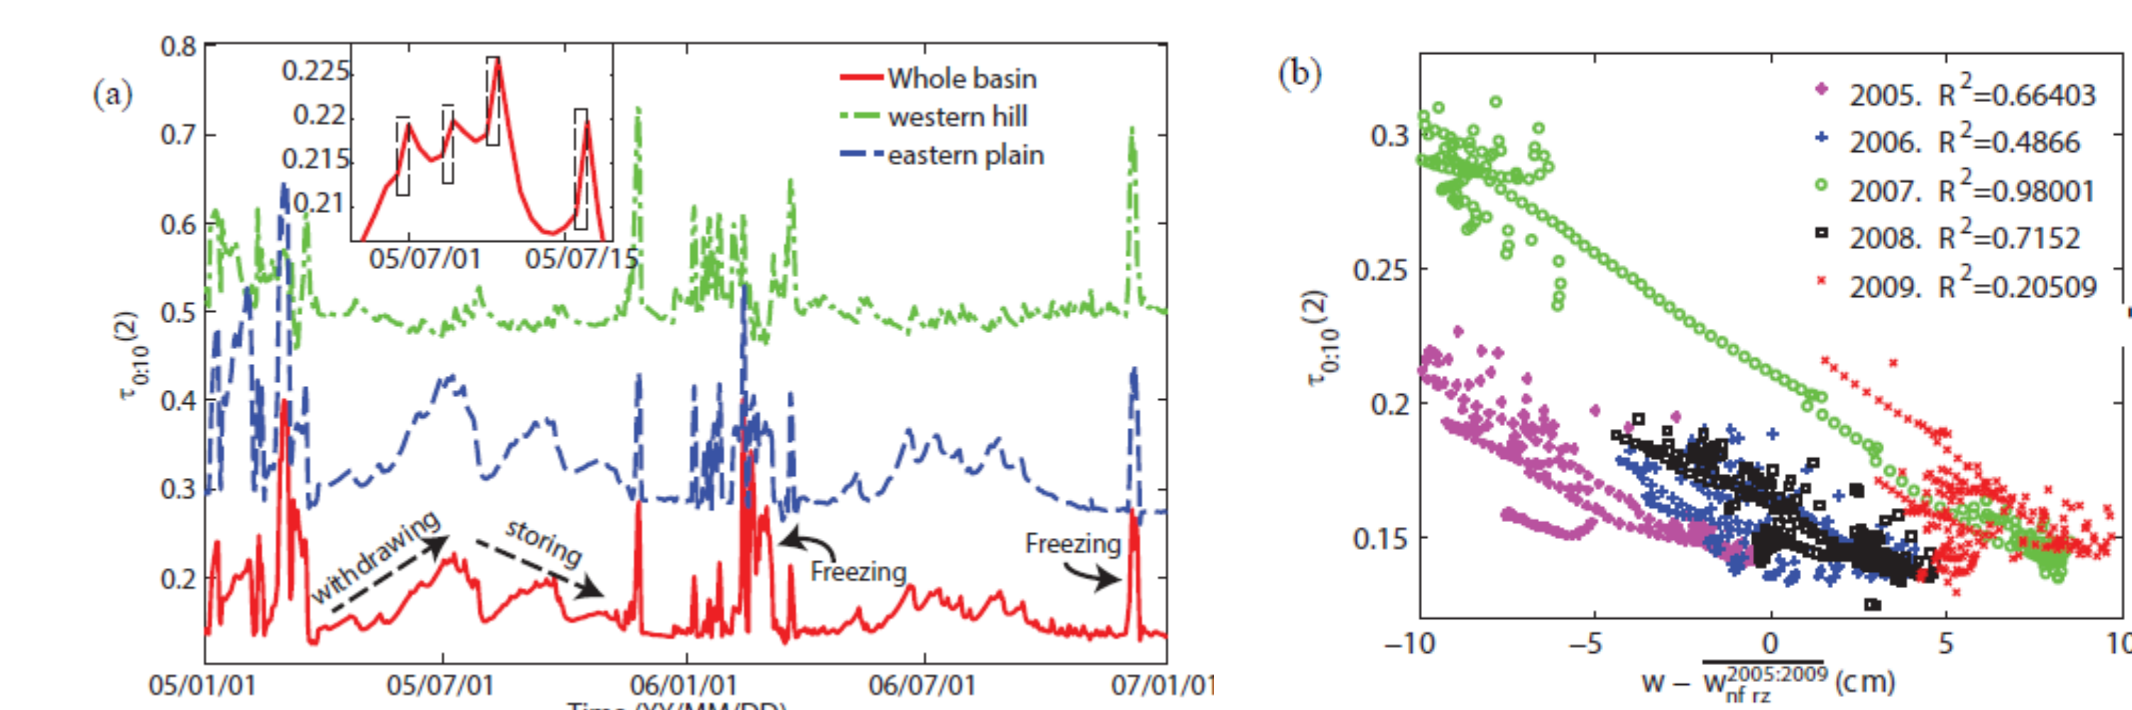 (a)
0.8
0.7
0.6
0.5
0.4
0.3
0.2
τ0:10(2)
0.225
0.22
0.215
0.21
05/07/01 05/07/15
Whole basin
western hill
eastern plain
withdrawing
storing
Freezing
Freezing
05/01/01 05/07/01 06/01/01 06/07/01 07/01/01
Time (YY/MM/DD)
(b)
0.3
0.25
0.2
0.15
τ0:10(2)
2005. R2=0.66403
2006. R2=0.4866
2007. R2=0.98001
2008. R2=0.7152
2009. R2=0.20509
−10 −5 0 5 10
w − w2005:2009nf rz (cm)